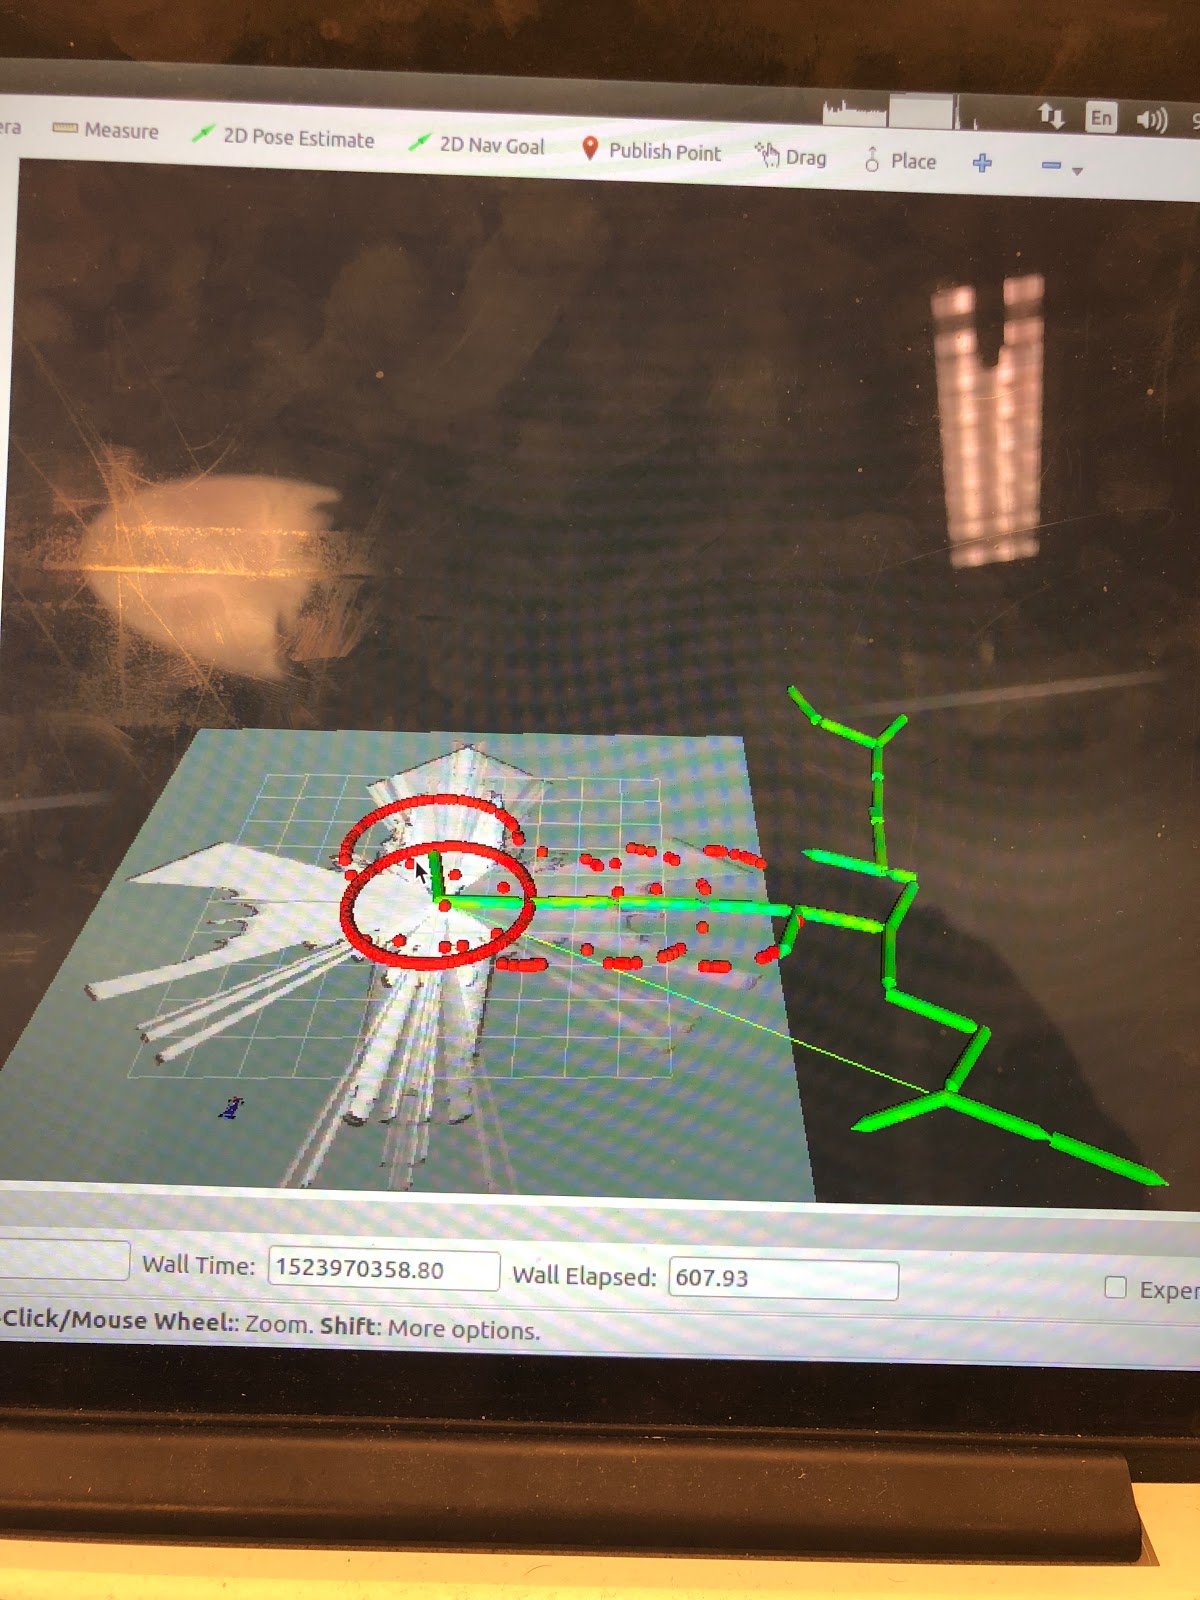 era Measure 2D Pose Estimate 2D Nav Goal Publish Point Drag Place
En
Wall Time: 1523970358.80 Wall Elapsed: 607.93 Exper
-Click/Mouse Wheel:: Zoom. Shift: More options.